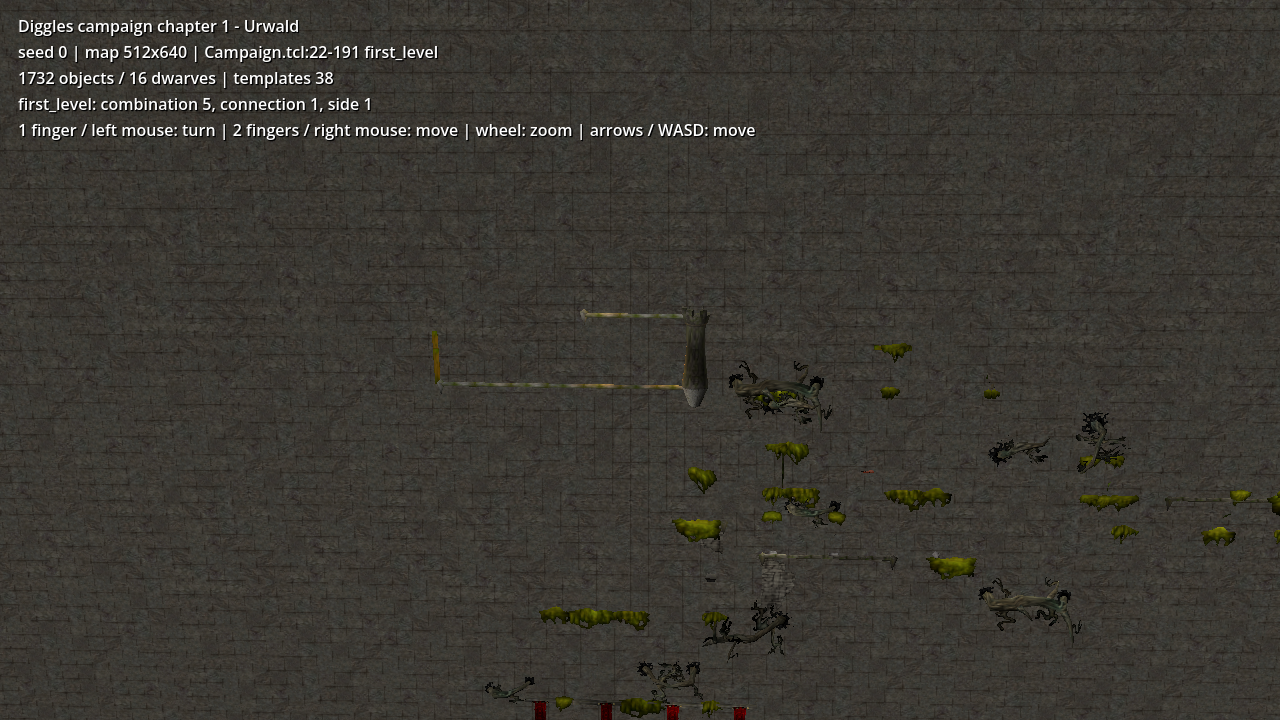 Diggles campaign chapter 1 - Urwald
seed 0 | map 512x640 | Campaign.tcl:22-191 first_level
1732 objects / 16 dwarves | templates 38
first_level: combination 5, connection 1, side 1
1 finger / left mouse: turn | 2 fingers / right mouse: move | wheel: zoom | arrows / WASD: move